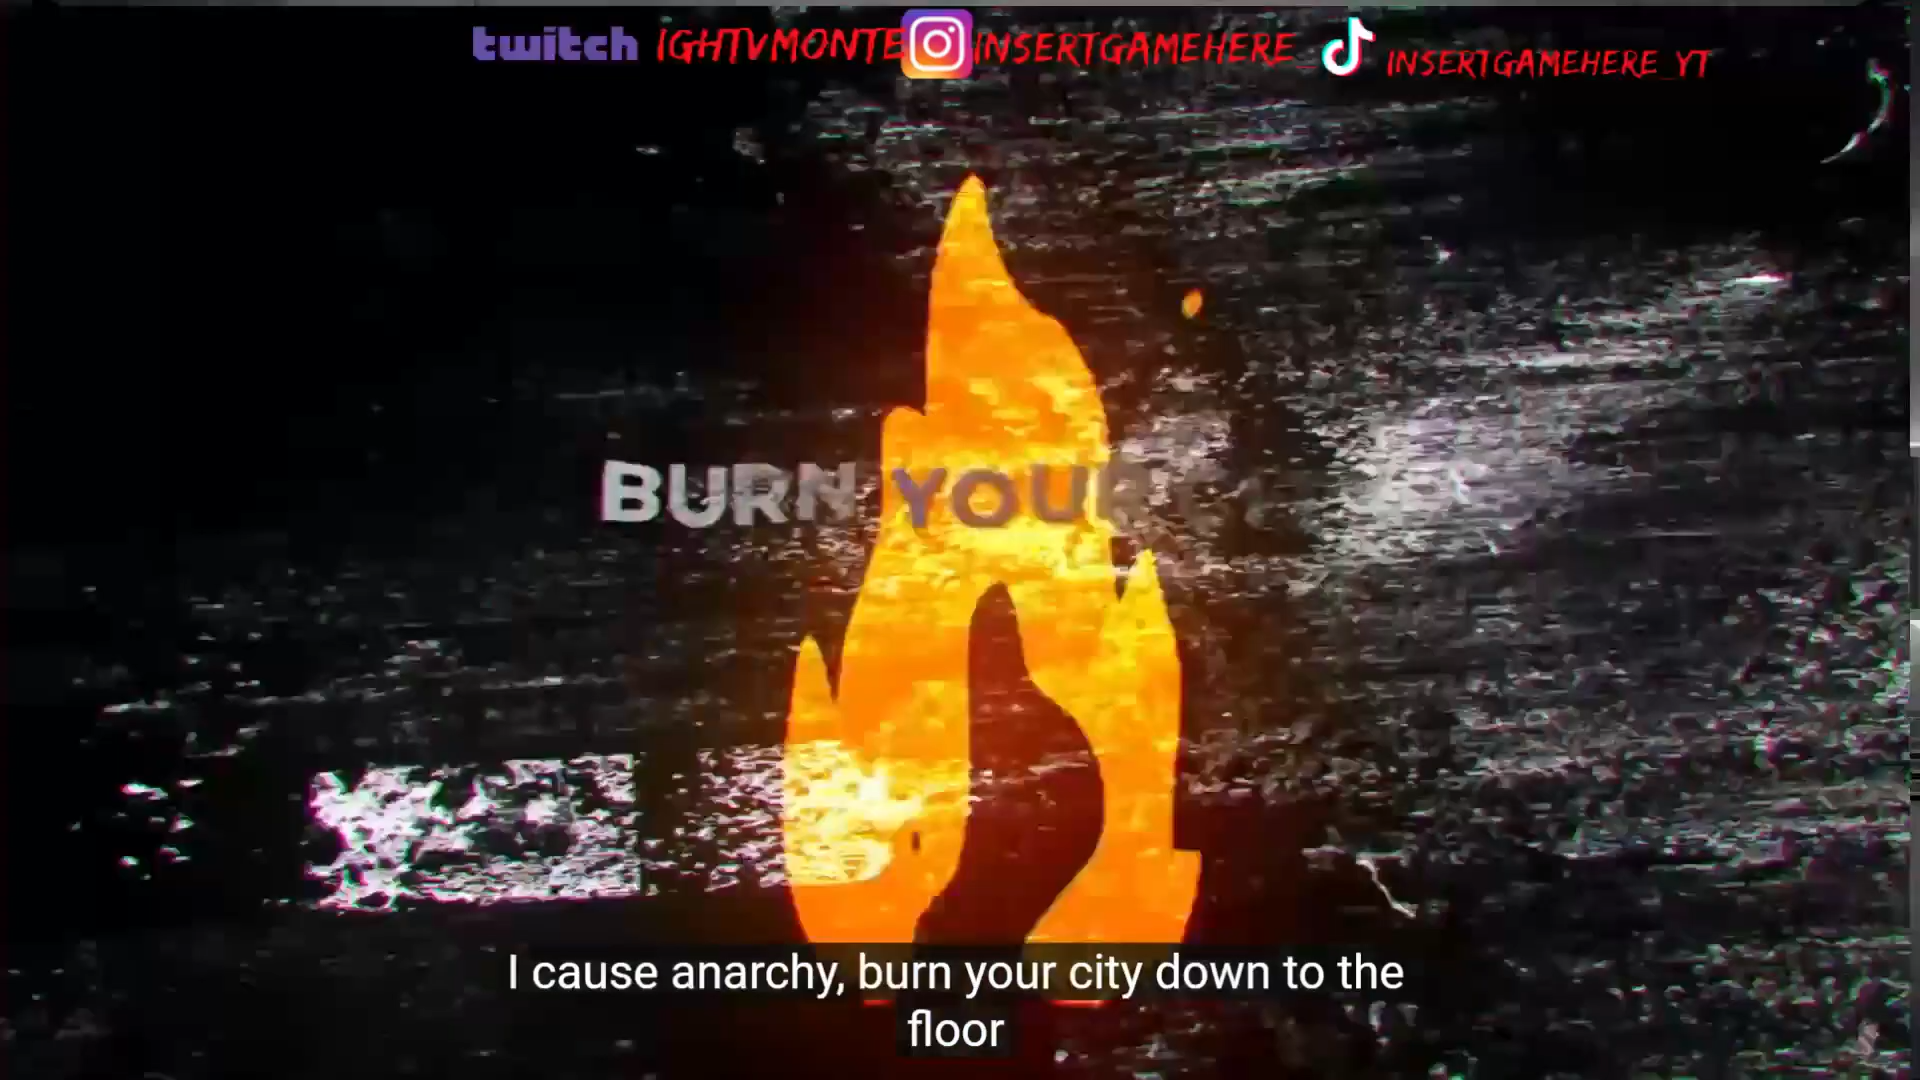 twitch IGHTVMONTE INSERTGAMEHERE_ INSERTGAMEHERE_YT
BURN YOUR
I cause anarchy, burn your city down to the
floor